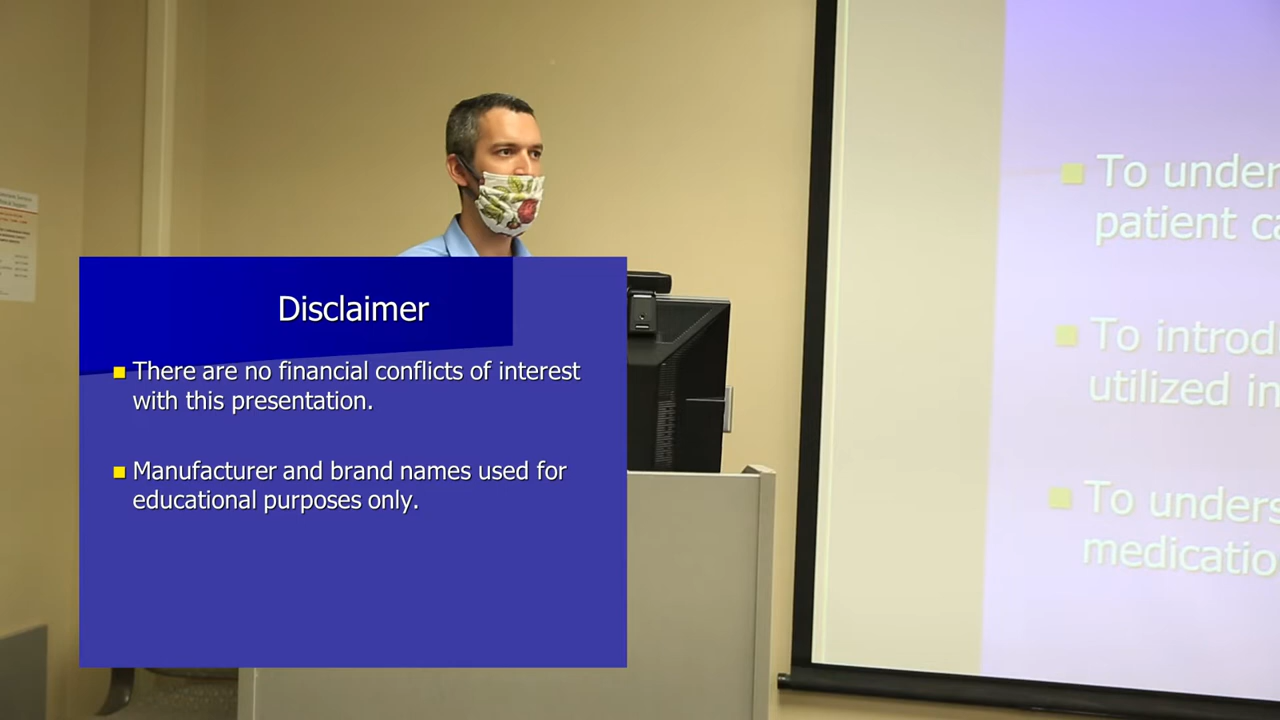 Disclaimer
There are no financial conflicts of interest
with this presentation.
Manufacturer and brand names used for
educational purposes only.
To under
patient ca
To introd
utilized in
To unders
medicatio